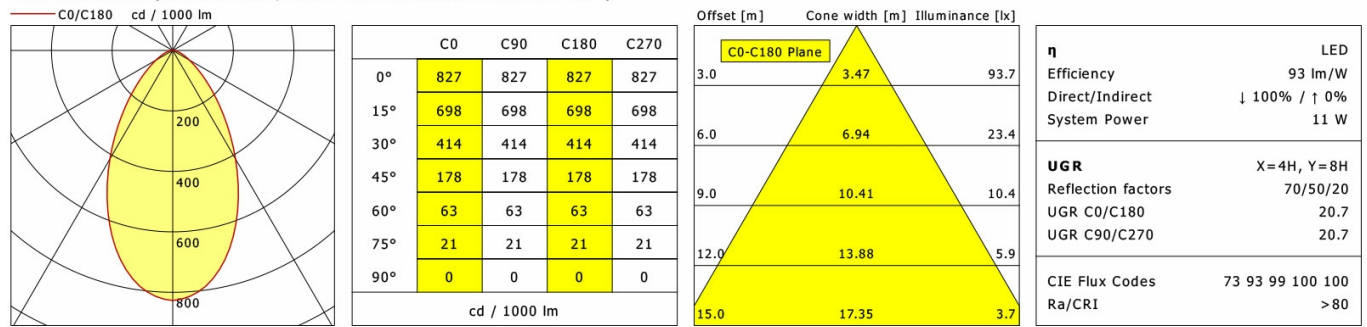 C0/C180 cd / 1000 lm
200
400
600
800
C0 C90 C180 C270
0° 827 827 827 827
15° 698 698 698 698
30° 414 414 414 414
45° 178 178 178 178
60° 63 63 63 63
75° 21 21 21 21
90° 0 0 0 0
cd / 1000 lm
Offset [m] Cone width [m] Illuminance [lx]
C0-C180 Plane
3.0 3.47 93.7
6.0 6.94 23.4
9.0 10.41 10.4
12.0 13.88 5.9
15.0 17.35 3.7
η LED
Efficiency 93 lm/W
Direct/Indirect ↓ 100% / ↑ 0%
System Power 11 W
UGR X=4H, Y=8H
Reflection factors 70/50/20
UGR C0/C180 20.7
UGR C90/C270 20.7
CIE Flux Codes 73 93 99 100 100
Ra/CRI >80